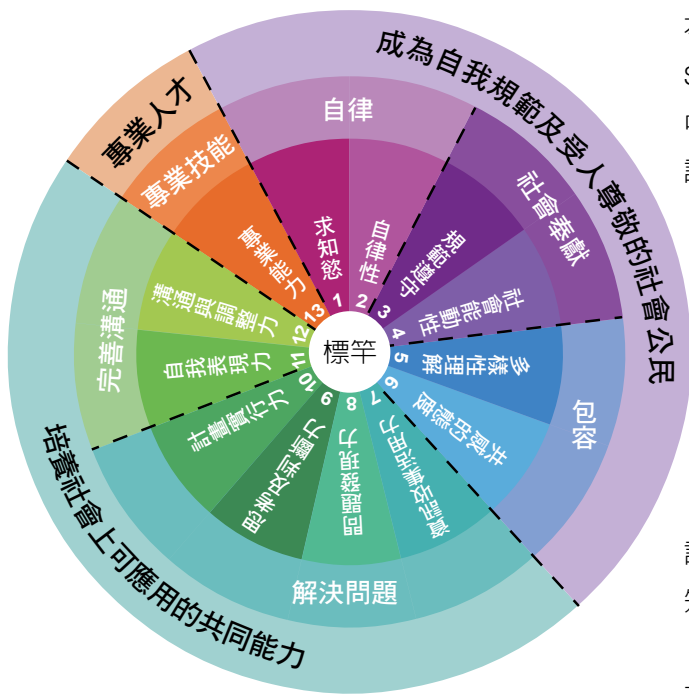 成為自我規範及受人尊敬的社會公民
專業人才
培養社會上可應用的共同能力
自律
社會奉獻
包容
解決問題
完善溝通
專業技能
標竿
1
求知慾
2
自律性
3
規範遵守
4
社會能動性
5
多樣性理解
6
共感的態度
7
資訊收集活用力
8
問題發現力
9
思考及判斷力
10
計畫實行力
11
自我表現力
12
溝通與調整力
13
專業能力